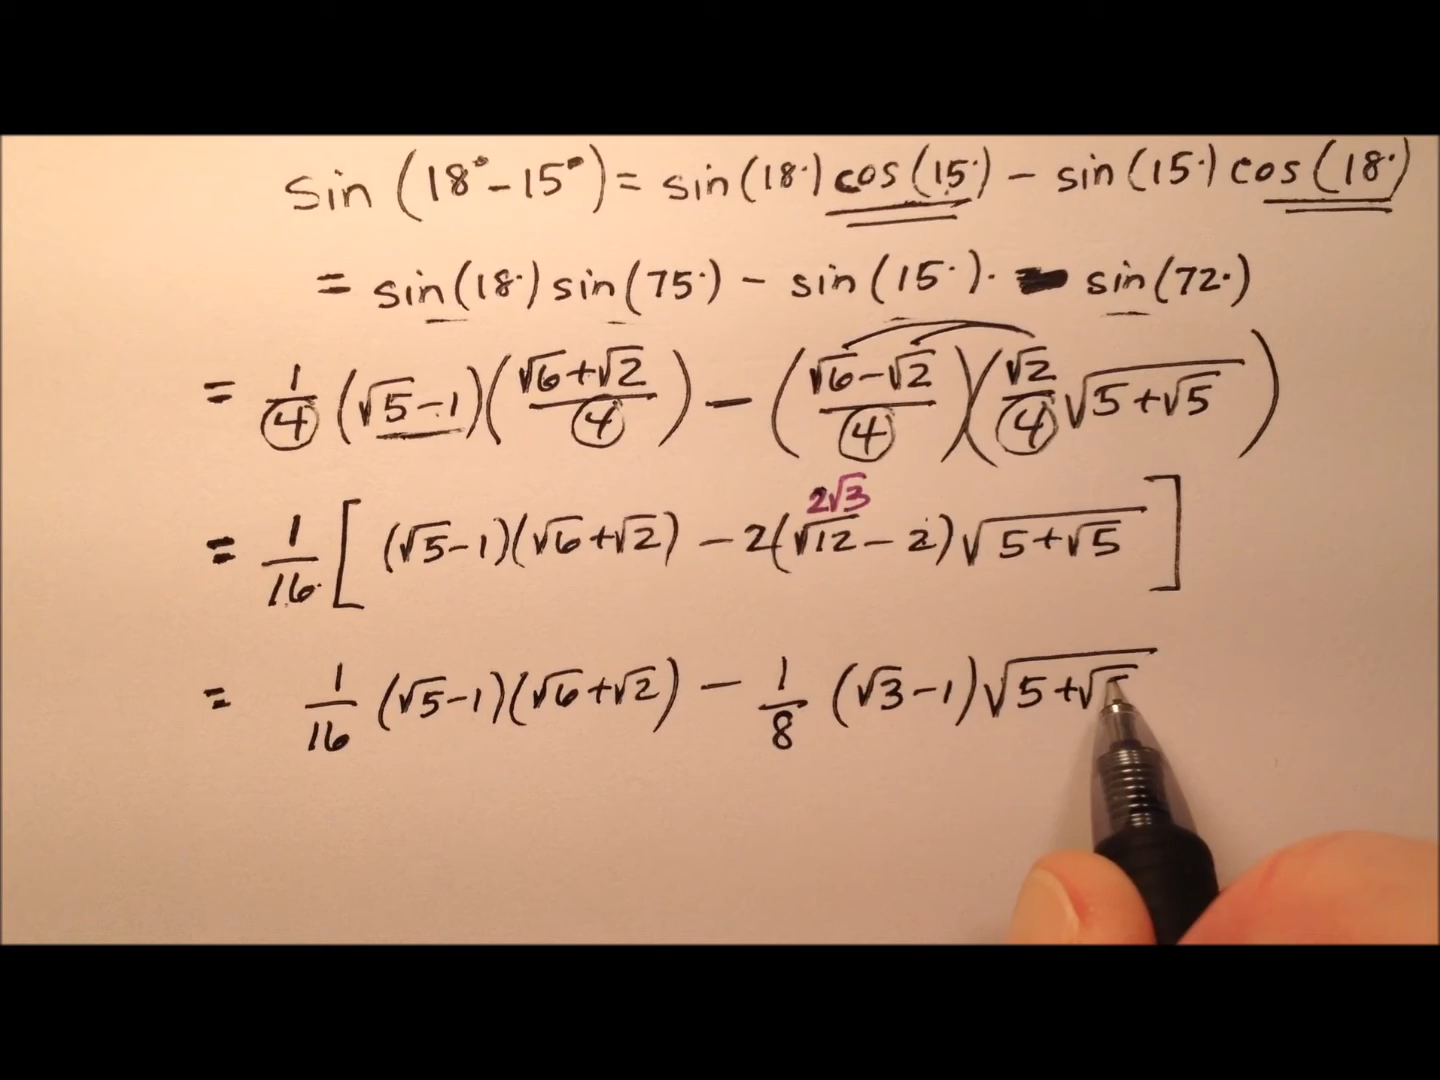 sin (18° - 15°) = sin(18°) cos(15°) - sin(15°) cos(18°)
= sin(18°) sin(75°) - sin(15°) · sin(72°)
= 1/4 (√5-1)((√6+√2)/4) - ((√6-√2)/4)(√2/4 √(5+√5))
2√3
= 1/16 [(√5-1)(√6+√2) - 2(√12 - 2)√(5+√5)]
= 1/16 (√5-1)(√6+√2) - 1/8 (√3-1)√(5+√5)